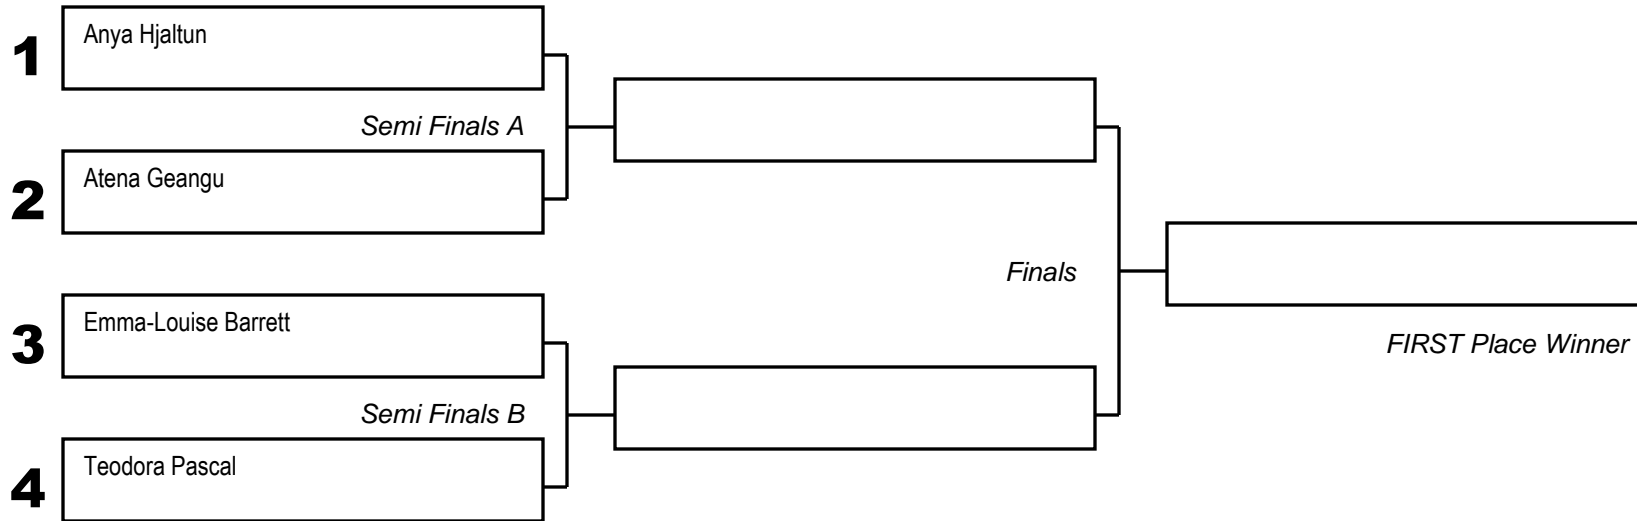 1
Anya Hjaltun
Semi Finals A
2
Atena Geangu
Finals
3
Emma-Louise Barrett
FIRST Place Winner
Semi Finals B
4
Teodora Pascal